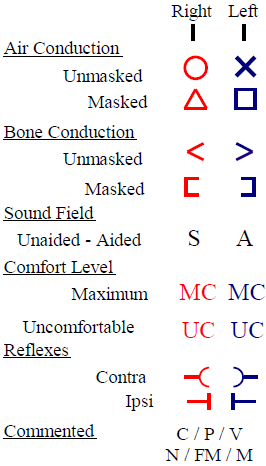 Right Left
Air Conduction
Unmasked
Masked
Bone Conduction
Unmasked < >
Masked
Sound Field
Unaided - Aided S A
Comfort Level
Maximum MC MC
Uncomfortable UC UC
Reflexes
Contra
Ipsi
Commented C / P / V
N / FM / M